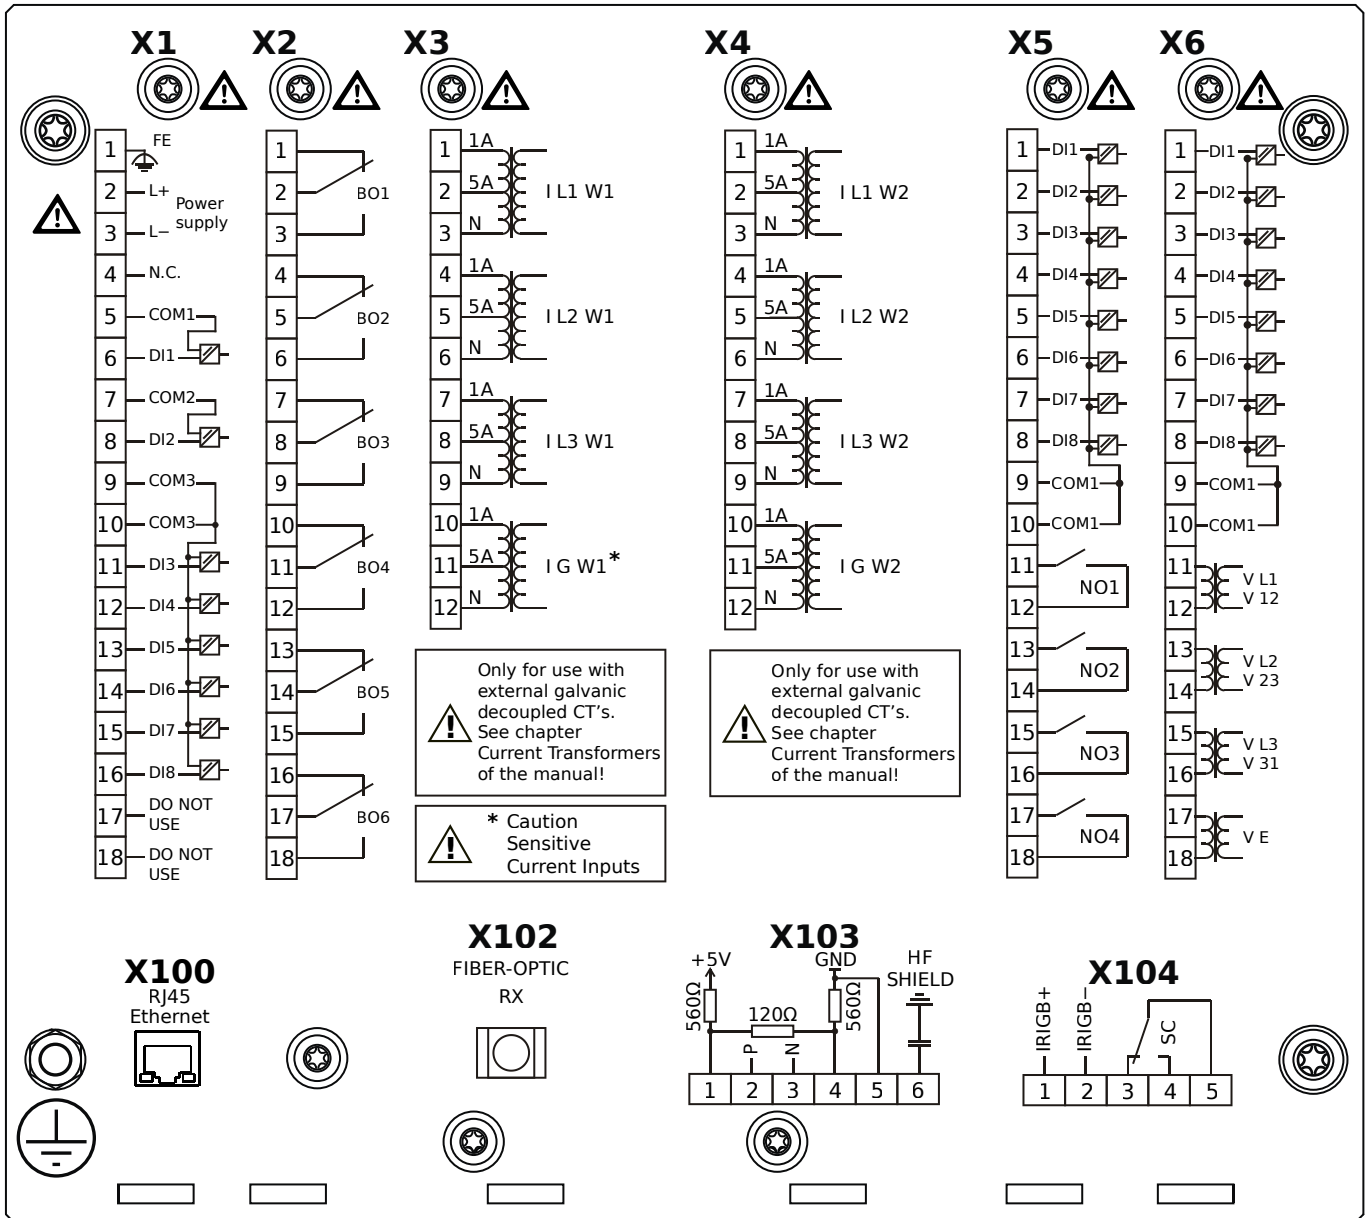 X1
X2
X3
X4
X5
X6
1 FE
2 L+
Power
supply
3 L−
4 N.C.
5 COM1
6 DI1
7 COM2
8 DI2
9 COM3
10 COM3
11 DI3
12 DI4
13 DI5
14 DI6
15 DI7
16 DI8
17 DO NOT
USE
18 DO NOT
USE
1
2 BO1
3
4
5 BO2
6
7
8 BO3
9
10
11 BO4
12
13
14 BO5
15
16
17 BO6
18
1 1A
2 5A I L1 W1
3 N
4 1A
5 5A I L2 W1
6 N
7 1A
8 5A I L3 W1
9 N
10 1A
11 5A I G W1*
12 N
Only for use with
external galvanic
decoupled CT's.
See chapter
Current Transformers
of the manual!
* Caution
Sensitive
Current Inputs
1 1A
2 5A I L1 W2
3 N
4 1A
5 5A I L2 W2
6 N
7 1A
8 5A I L3 W2
9 N
10 1A
11 5A I G W2
12 N
Only for use with
external galvanic
decoupled CT's.
See chapter
Current Transformers
of the manual!
1 DI1
2 DI2
3 DI3
4 DI4
5 DI5
6 DI6
7 DI7
8 DI8
9 COM1
10 COM1
11
NO1
12
13
NO2
14
15
NO3
16
17
NO4
18
1 DI1
2 DI2
3 DI3
4 DI4
5 DI5
6 DI6
7 DI7
8 DI8
9 COM1
10 COM1
11 V L1
12 V 12
13 V L2
14 V 23
15 V L3
16 V 31
17
V E
18
X100
RJ45
Ethernet
X102
FIBER-OPTIC
RX
X103
+5V GND HF
SHIELD
560Ω 120Ω 560Ω
P N
1 2 3 4 5 6
X104
IRIGB+ IRIGB− SC
1 2 3 4 5